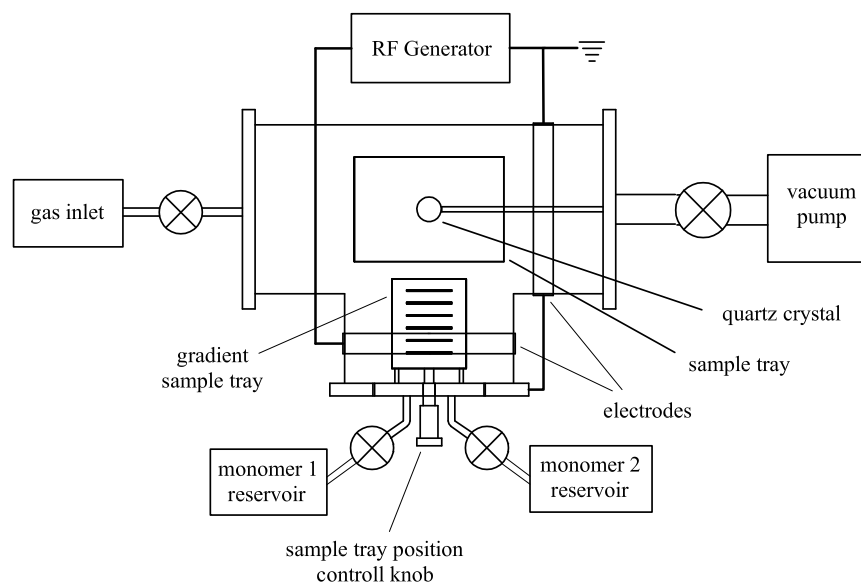 RF Generator
gas inlet
vacuum
pump
quartz crystal
gradient
sample tray
sample tray
electrodes
monomer 1
reservoir
monomer 2
reservoir
sample tray position
controll knob